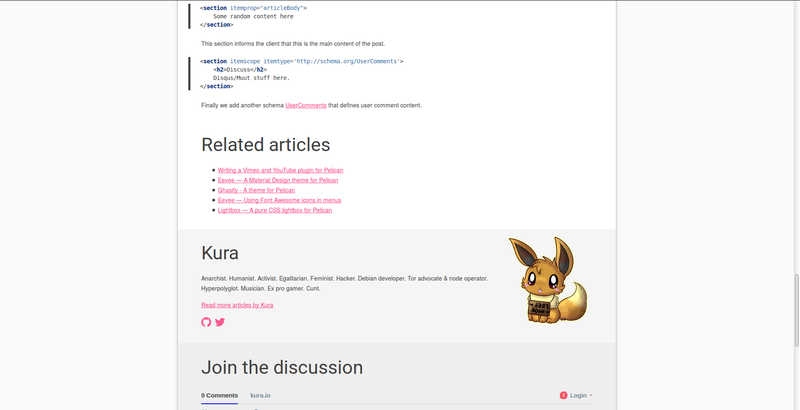 <section itemprop="articleBody">
Some random content here
</section>
This section informs the client that this is the main content of the post.
<section itemscope itemtype='http://schema.org/UserComments'>
<h2>Discuss</h2>
Disqus/Muut stuff here.
</section>
Finally we add another schema UserComments that defines user comment content.
Related articles
Writing a Vimeo and YouTube plugin for Pelican
Eevee — A Material Design theme for Pelican
Ghastly - A theme for Pelican
Eevee — Using Font Awesome icons in menus
Lightbox — A pure CSS lightbox for Pelican
Kura
Anarchist. Humanist. Activist. Egalitarian. Feminist. Hacker. Debian developer. Tor advocate & node operator.
Hyperpolyglot. Musician. Ex pro gamer. Cunt.
Read more articles by Kura
Join the discussion
0 Comments kura.io 1 Login